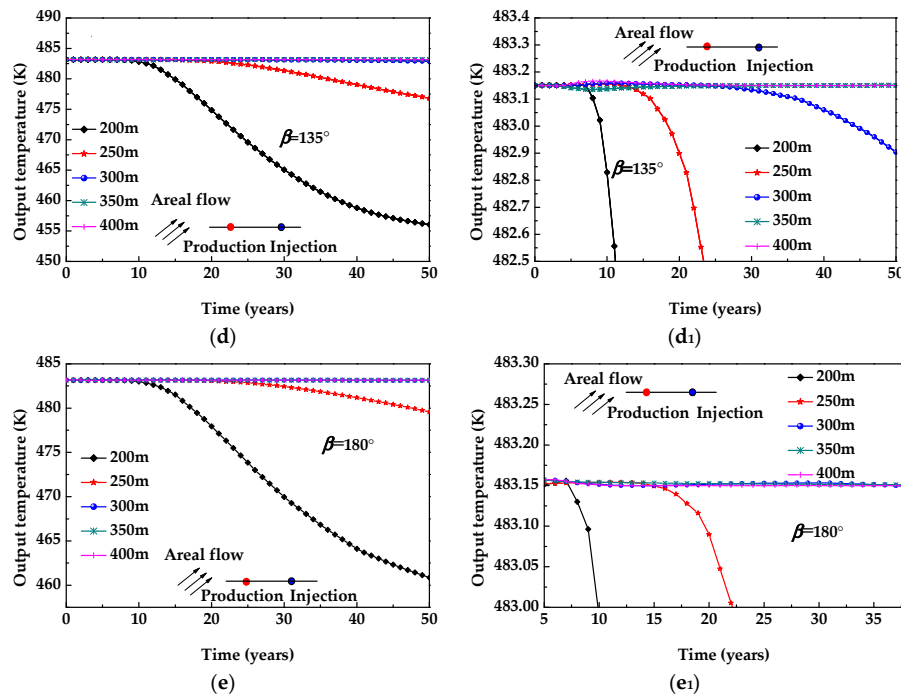 490
485
480
475
470
465
460
455
450
Output temperature (K)
200m
250m
300m
350m
400m
β=135°
Areal flow
Production Injection
0 10 20 30 40 50
Time (years)
(d)
483.4
483.3
483.2
483.1
483.0
482.9
482.8
482.7
482.6
482.5
Output temperature (K)
Areal flow
Production Injection
β=135°
200m
250m
300m
350m
400m
0 10 20 30 40 50
Time (years)
(d1)
485
480
475
470
465
460
Output temperature (K)
β=180°
200m
250m
300m
350m
400m
Areal flow
Production Injection
0 10 20 30 40 50
Time (years)
(e)
483.30
483.25
483.20
483.15
483.10
483.05
483.00
Output temperature (K)
Areal flow
Production Injection
200m
250m
300m
350m
400m
β=180°
5 10 15 20 25 30 35
Time (years)
(e1)